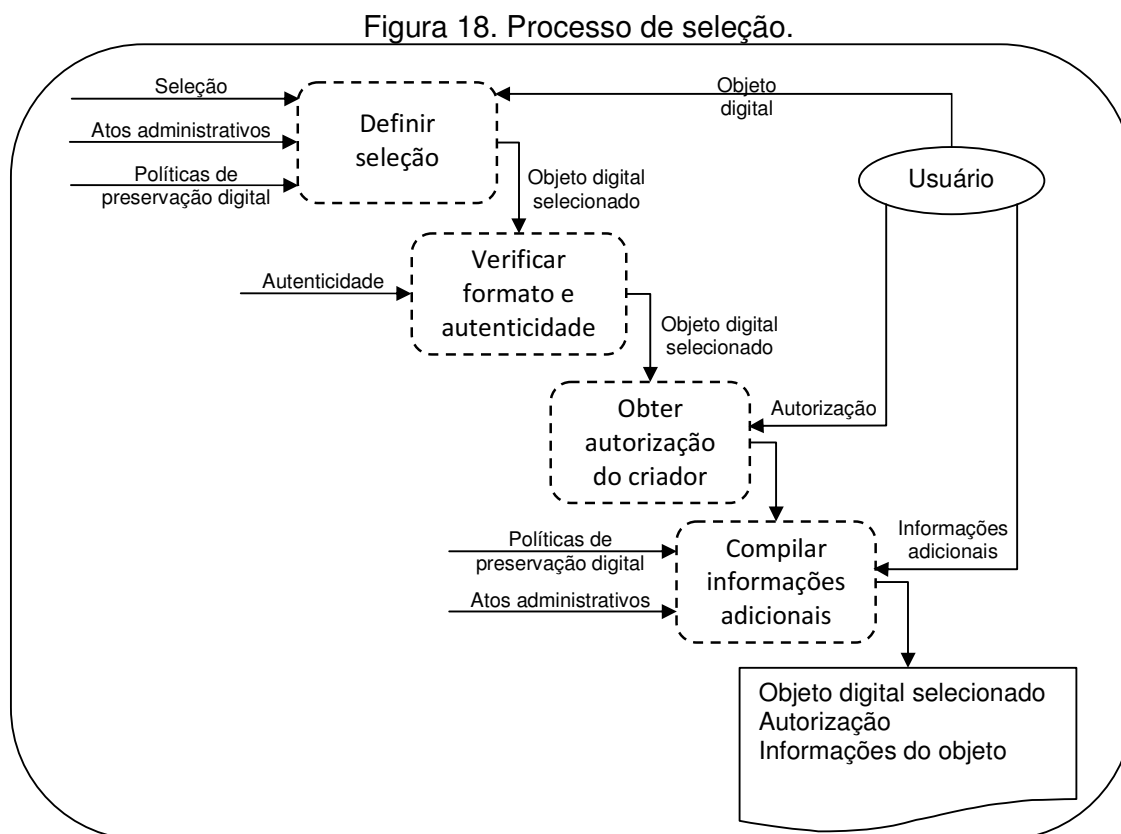 Figura 18. Processo de seleção.
Seleção
Atos administrativos
Políticas de
preservação digital
Definir
seleção
Objeto
digital
Usuário
Objeto digital
selecionado
Autenticidade
Verificar
formato e
autenticidade
Objeto digital
selecionado
Obter
autorização
do criador
Autorização
Políticas de
preservação digital
Atos administrativos
Compilar
informações
adicionais
Informações
adicionais
Objeto digital selecionado
Autorização
Informações do objeto